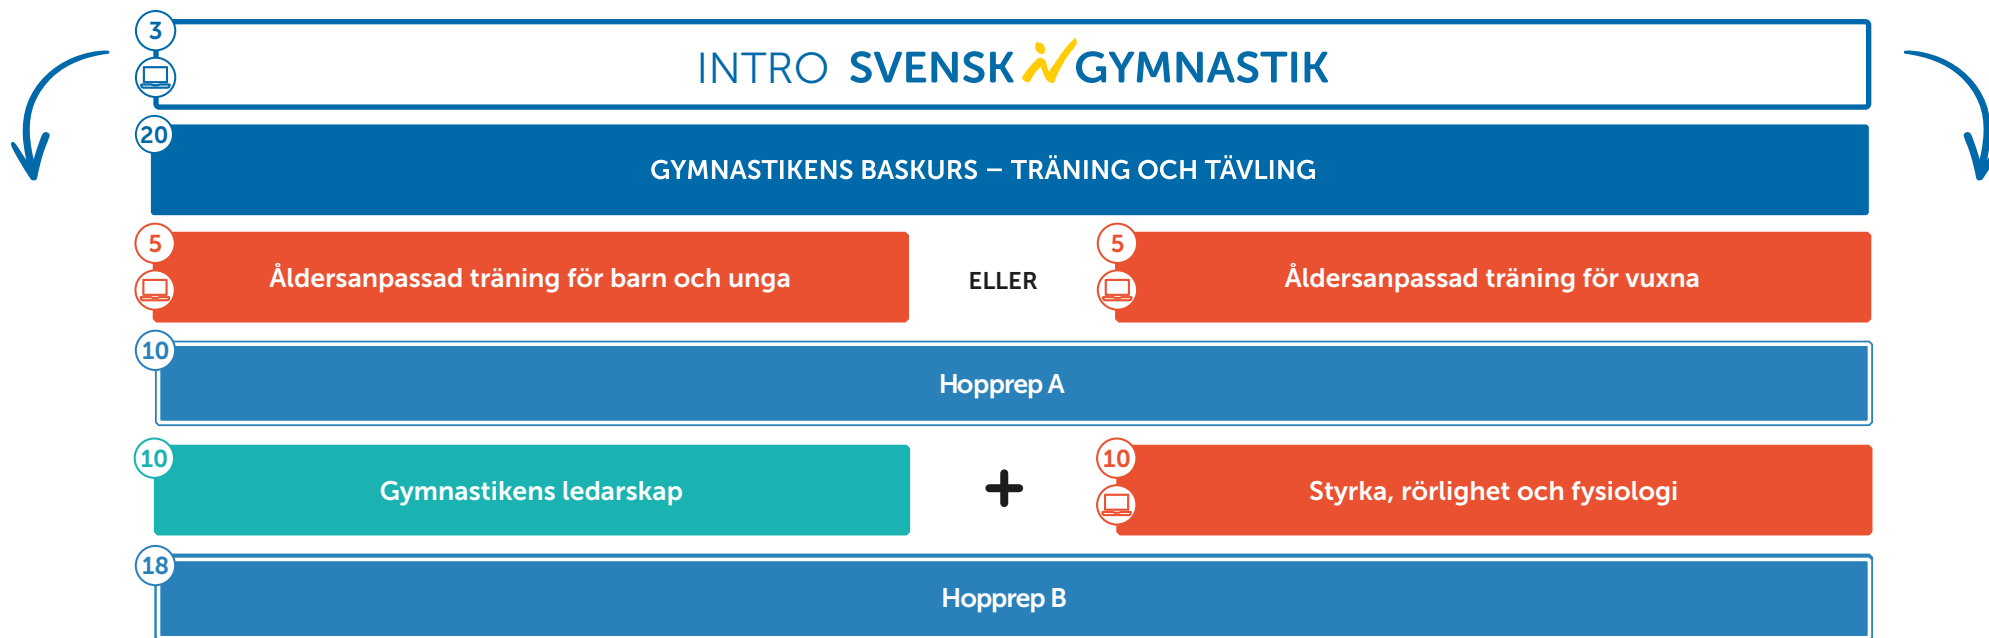 3
INTRO SVENSK GYMNASTIK
20
GYMNASTIKENS BASKURS – TRÄNING OCH TÄVLING
5
Åldersanpassad träning för barn och unga
ELLER
5
Åldersanpassad träning för vuxna
10
Hopprep A
10
Gymnastikens ledarskap
+
10
Styrka, rörlighet och fysiologi
18
Hopprep B